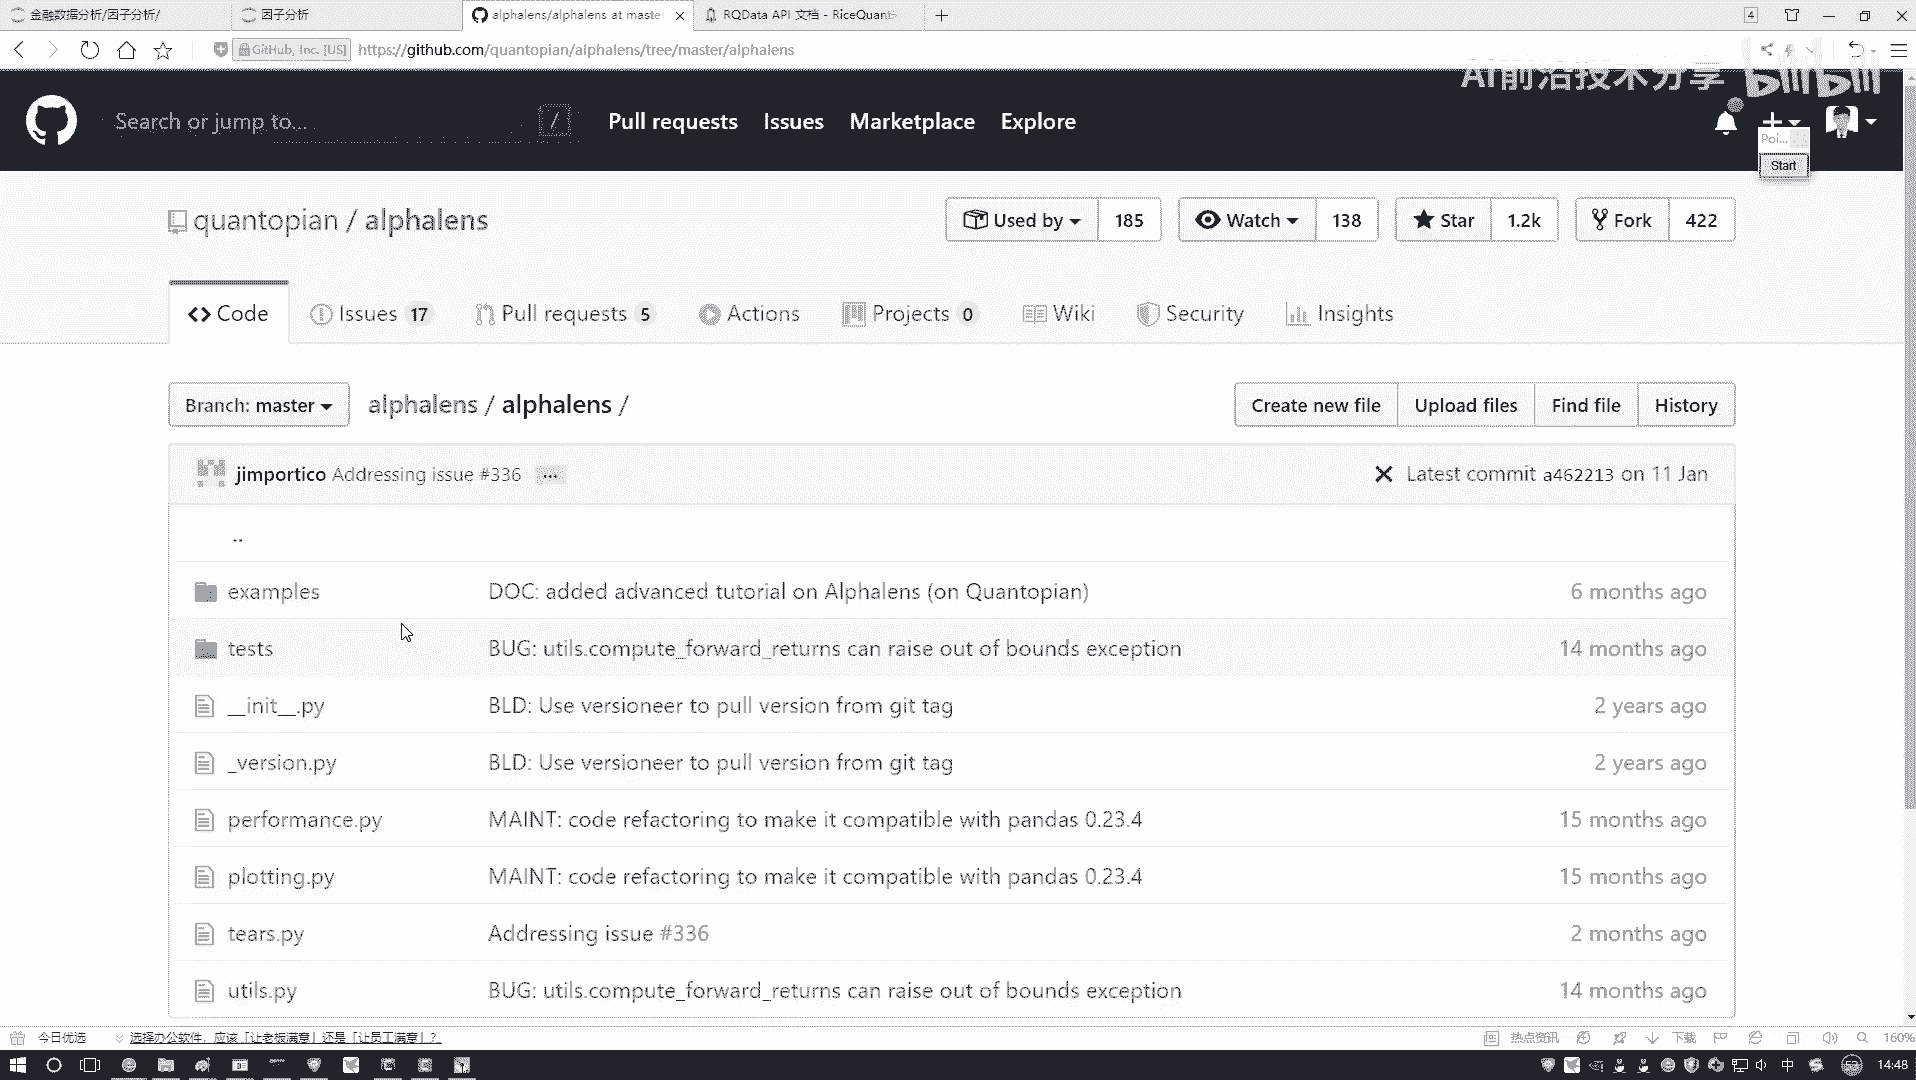 金融数据分析/因子分析/
因子分析
alphalens/alphalens at master
RQData API 文档 - RiceQuant
4
GitHub, Inc. [US]
https://github.com/quantopian/alphalens/tree/master/alphalens
AI前沿技术分享 bilibili
Search or jump to...
/
Pull requests
Issues
Marketplace
Explore
Poi...
Start
quantopian / alphalens
Used by 185
Watch 138
Star 1.2k
Fork 422
Code
Issues 17
Pull requests 5
Actions
Projects 0
Wiki
Security
Insights
Branch: master
alphalens / alphalens /
Create new file
Upload files
Find file
History
jimportico Addressing issue #336 ...
Latest commit a462213 on 11 Jan
..
examples DOC: added advanced tutorial on Alphalens (on Quantopian) 6 months ago
tests BUG: utils.compute_forward_returns can raise out of bounds exception 14 months ago
__init__.py BLD: Use versioneer to pull version from git tag 2 years ago
_version.py BLD: Use versioneer to pull version from git tag 2 years ago
performance.py MAINT: code refactoring to make it compatible with pandas 0.23.4 15 months ago
plotting.py MAINT: code refactoring to make it compatible with pandas 0.23.4 15 months ago
tears.py Addressing issue #336 2 months ago
utils.py BUG: utils.compute_forward_returns can raise out of bounds exception 14 months ago
今日优选
选择办公软件，应该「让老板满意」还是「让员工满意」？
热点资讯
下载
160%
中
53
14:48